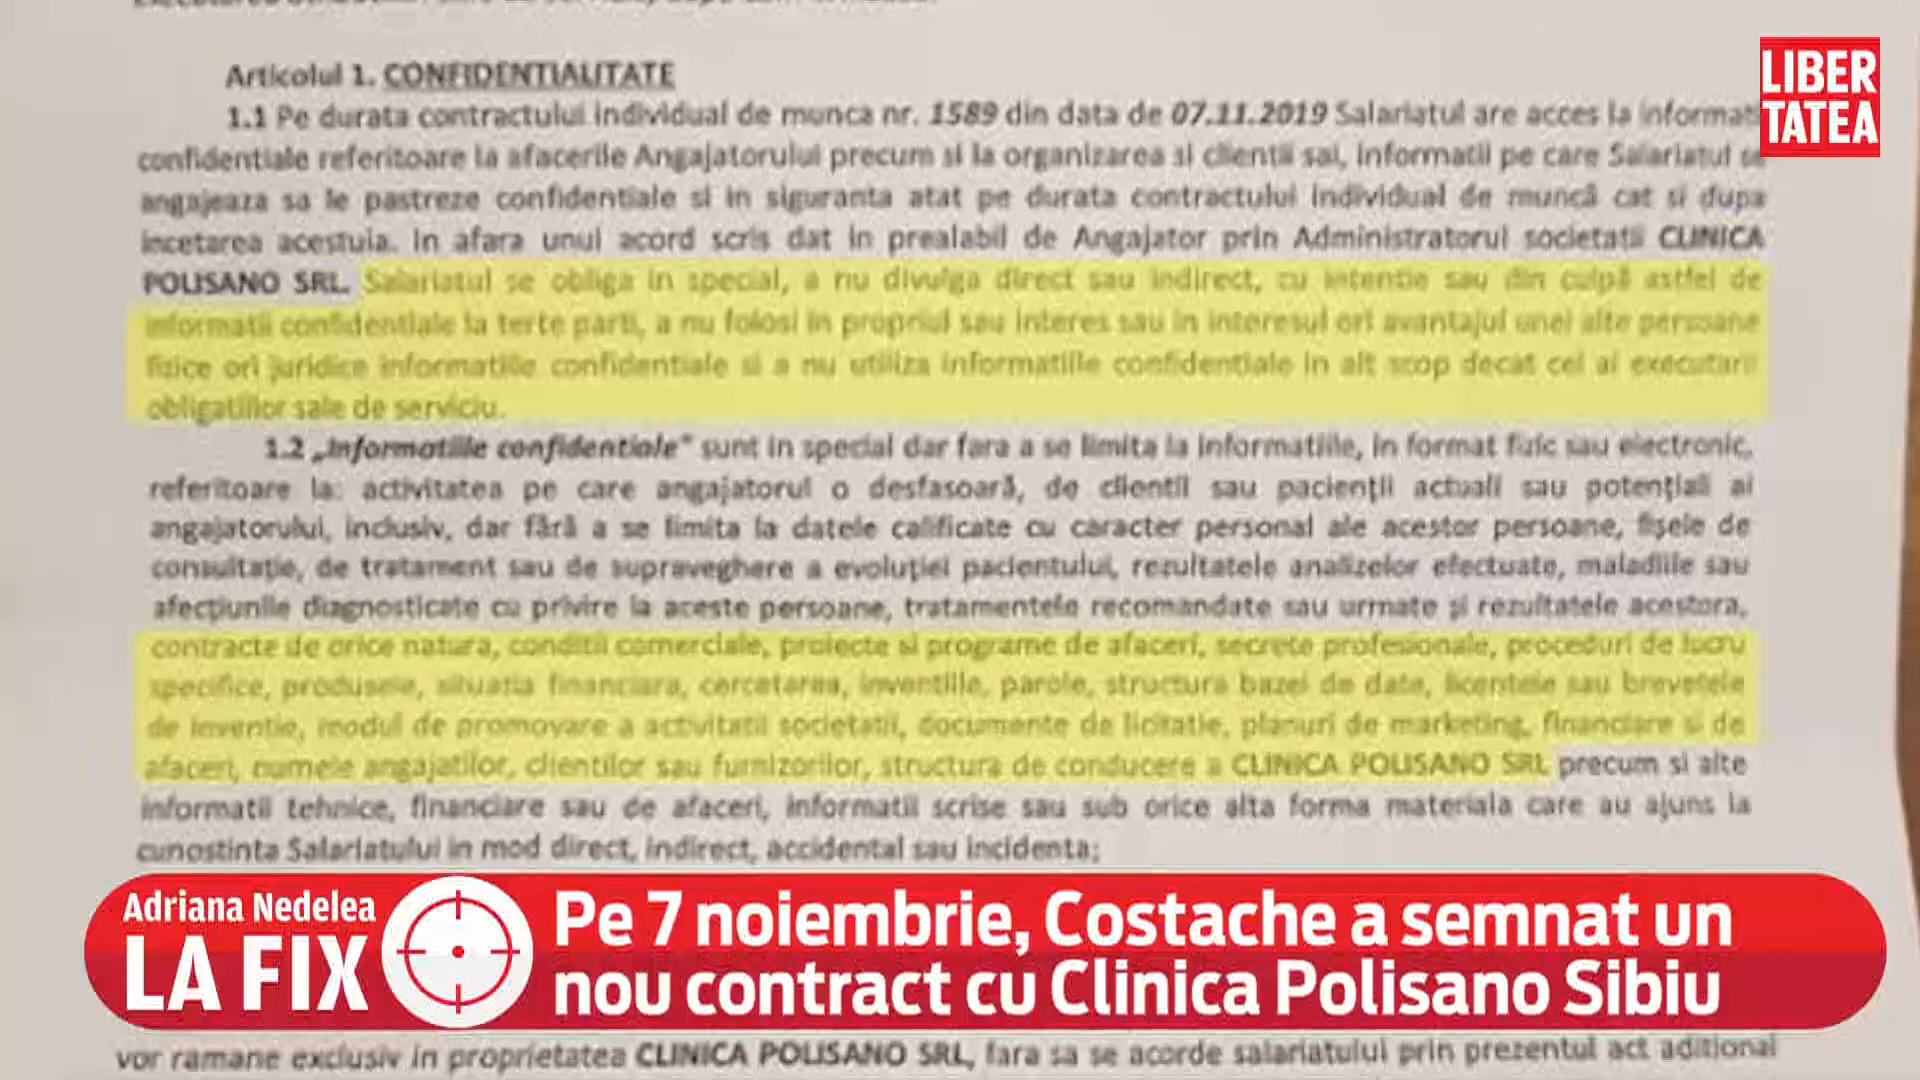 Articolul 1. CONFIDENTIALITATE
1.1 Pe durata contractului individual de munca nr. 1589 din data de 07.11.2019 Salariatul are acces la informat
confidentiale referitoare la afacerile Angajatorului precum si la organizarea si clientii sai, informatii pe care Salariatul se
angajeaza sa le pastreze confidentiale si in siguranta atat pe durata contractului individual de muncă cat si dupa
incetarea acestuia. In afara unui acord scris dat in prealabil de Angajator prin Administratorul societatii CLINICA
POLISANO SRL. Salariatul se obliga in special, a nu divulga direct sau indirect, cu intentie sau din culpă astfel de
informatii confidentiale la terte parti, a nu folosi in propriul sau interes sau in interesul ori avantajul unei alte persoane
fizice ori juridice informatiile confidentiale si a nu utiliza informatiile confidentiale in alt scop decat cel al executarii
obligatiilor sale de serviciu.
1.2 „Informatiile confidentiale" sunt in special dar fara a se limita la informatiile, in format fizic sau electronic,
referitoare la: activitatea pe care angajatorul o desfasoară, de clientii sau pacienții actuali sau potențiali ai
angajatorului, inclusiv, dar fără a se limita la datele calificate cu caracter personal ale acestor persoane, fișele de
consultație, de tratament sau de supraveghere a evoluției pacientului, rezultatele analizelor efectuate, maladiile sau
afecțiunile diagnosticate cu privire la aceste persoane, tratamentele recomandate sau urmate și rezultatele acestora,
contracte de orice natura, conditii comerciale, proiecte si programe de afaceri, secrete profesionale, proceduri de lucru
specifice, produsele, situatia financiara, cercetarea, inventiile, parole, structura bazei de date, licentele sau brevetele
de inventie, modul de promovare a activitatii societatii, documente de licitatie, planuri de marketing, financiare si de
afaceri, numele angajatilor, clientilor sau furnizorilor, structura de conducere a CLINICA POLISANO SRL precum si alte
informatii tehnice, financiare sau de afaceri, informatii scrise sau sub orice alta forma materiala care au ajuns la
cunostinta Salariatului in mod direct, indirect, accidental sau incidenta;
LIBER
TATEA
Adriana Nedelea
LA FIX
Pe 7 noiembrie, Costache a semnat un
nou contract cu Clinica Polisano Sibiu
vor ramane exclusiv in proprietatea CLINICA POLISANO SRL, fara sa se acorde salariatului prin prezentul act aditional